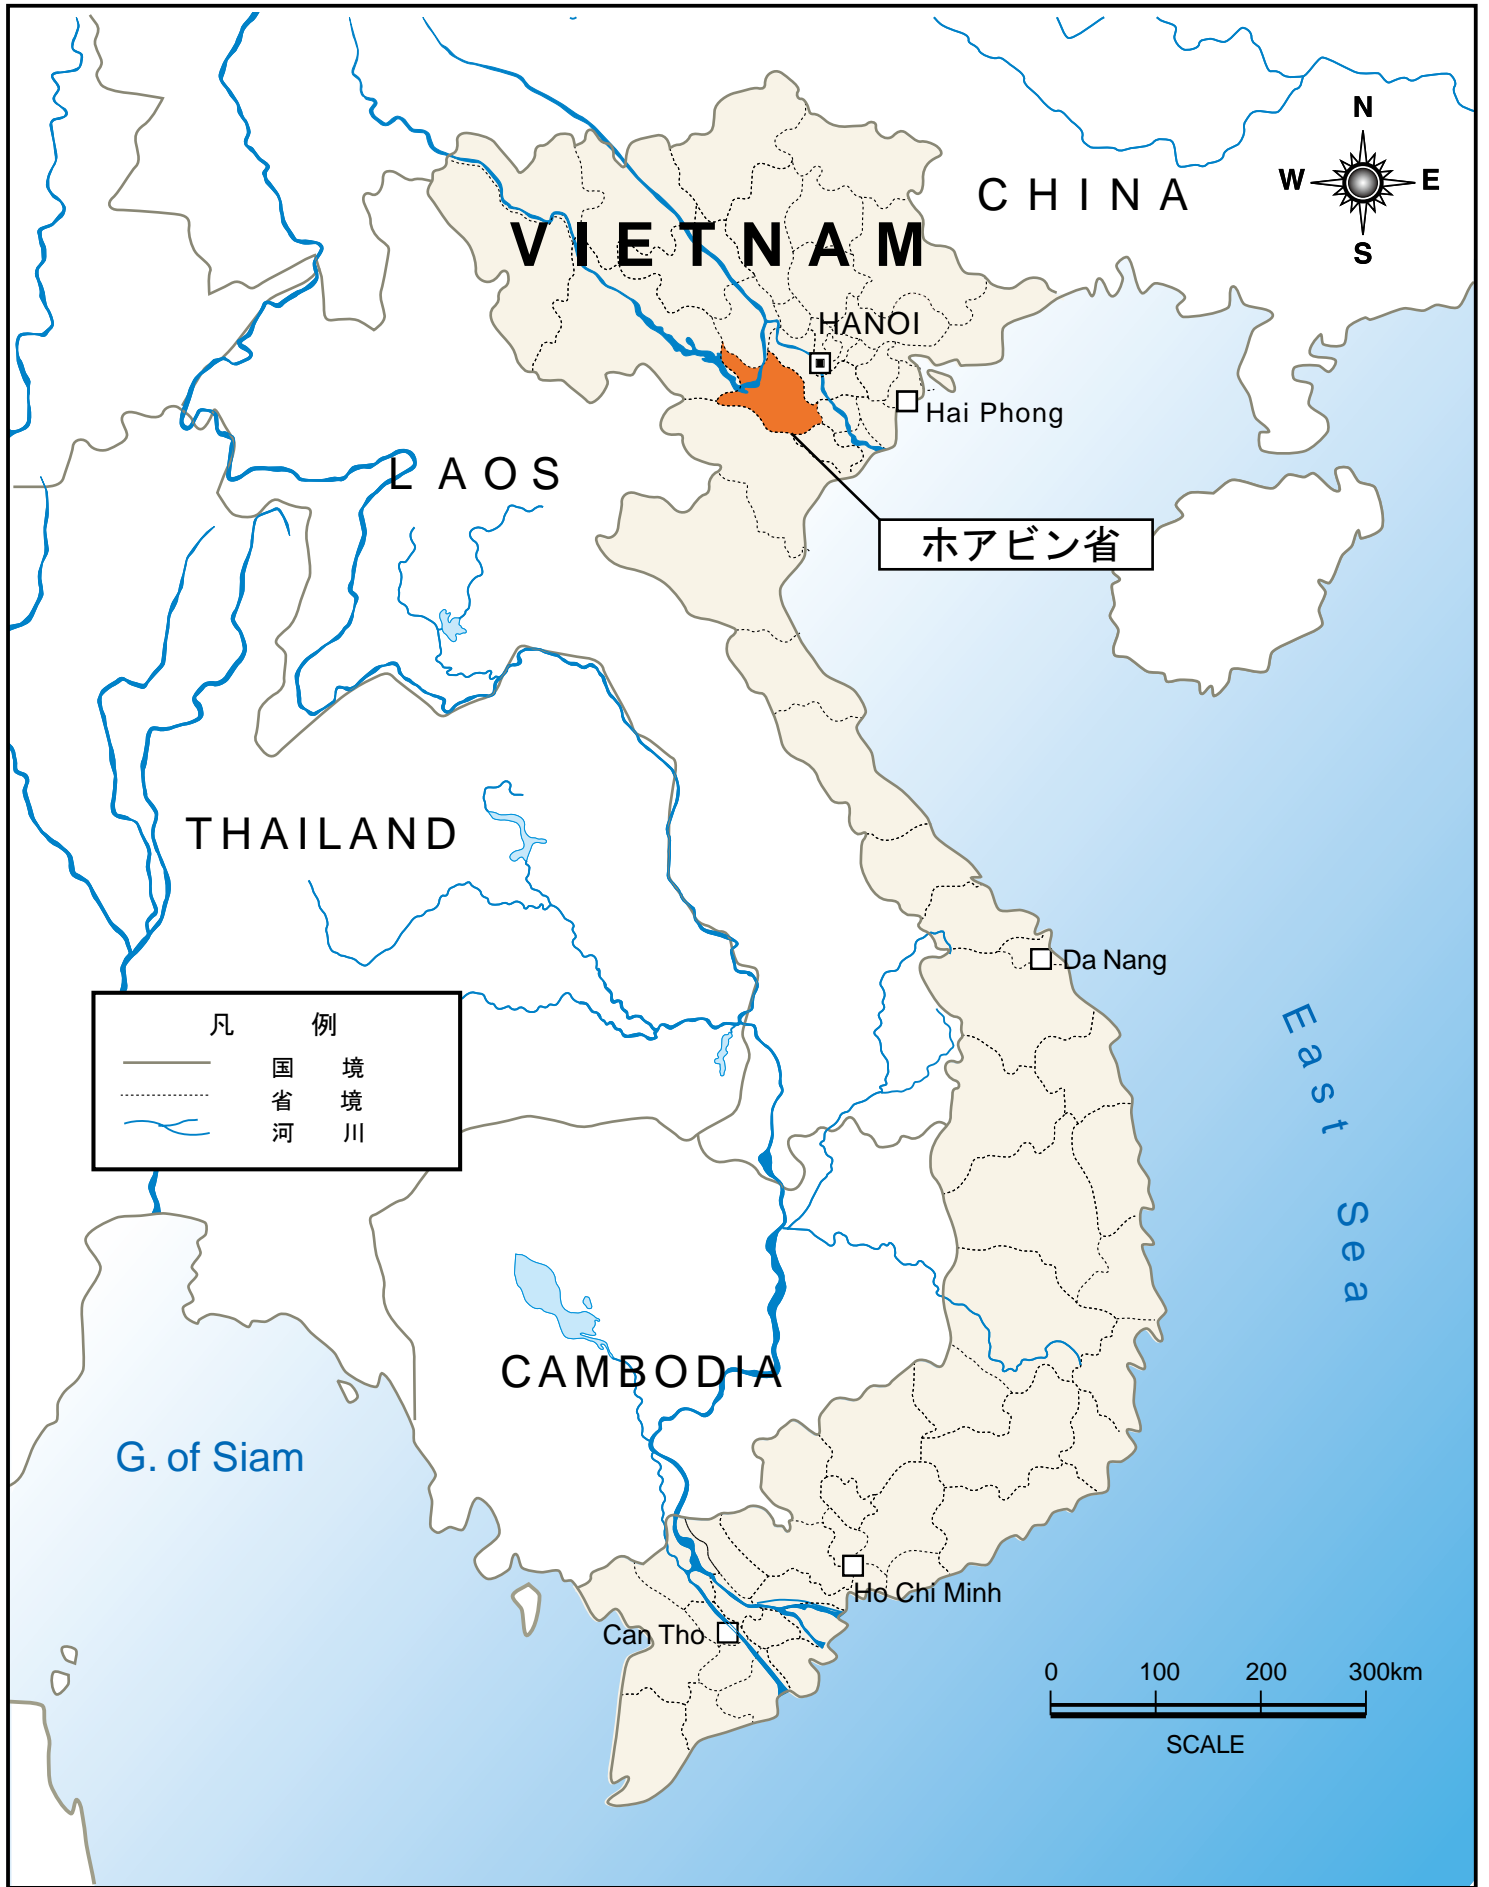 N
W E
S
CHINA
VIETNAM
HANOI
Hai Phong
LAOS
ホアビン省
THAILAND
Da Nang
凡 例
国 境
省 境
河 川
East Sea
CAMBODIA
G. of Siam
Ho Chi Minh
Can Tho
0 100 200 300km
SCALE